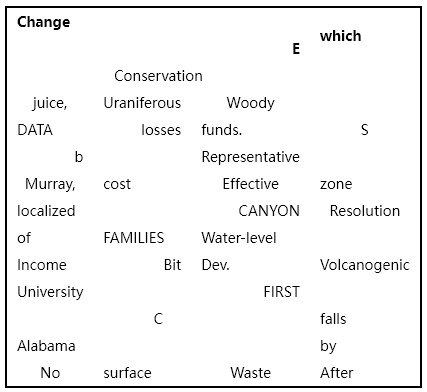 Change which
E
Conservation
juice, Uraniferous Woody
DATA losses funds. S
b Representative
Murray, cost Effective zone
localized CANYON Resolution
of FAMILIES Water-level
Income Bit Dev. Volcanogenic
University FIRST
C falls
Alabama by
No surface Waste After